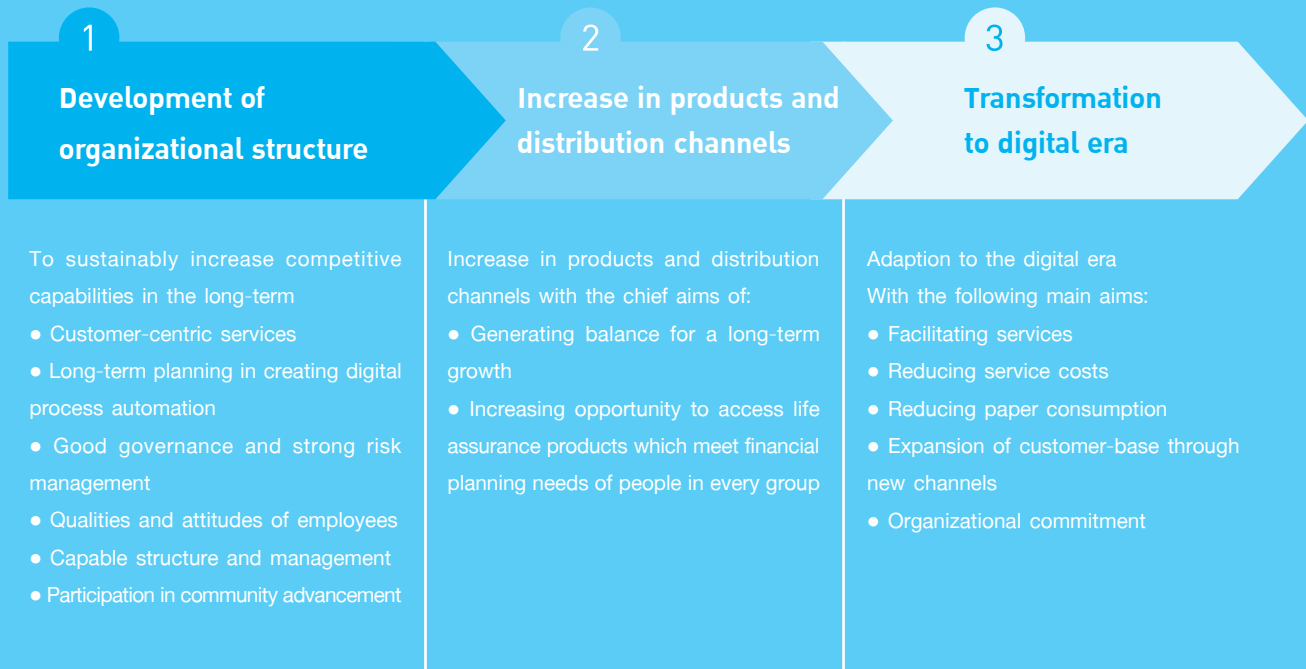 1
Development of
organizational structure
To sustainably increase competitive
capabilities in the long-term
● Customer-centric services
● Long-term planning in creating digital
process automation
● Good governance and strong risk
management
● Qualities and attitudes of employees
● Capable structure and management
● Participation in community advancement
2
Increase in products and
distribution channels
Increase in products and distribution
channels with the chief aims of:
● Generating balance for a long-term
growth
● Increasing opportunity to access life
assurance products which meet financial
planning needs of people in every group
3
Transformation
to digital era
Adaption to the digital era
With the following main aims:
● Facilitating services
● Reducing service costs
● Reducing paper consumption
● Expansion of customer-base through
new channels
● Organizational commitment